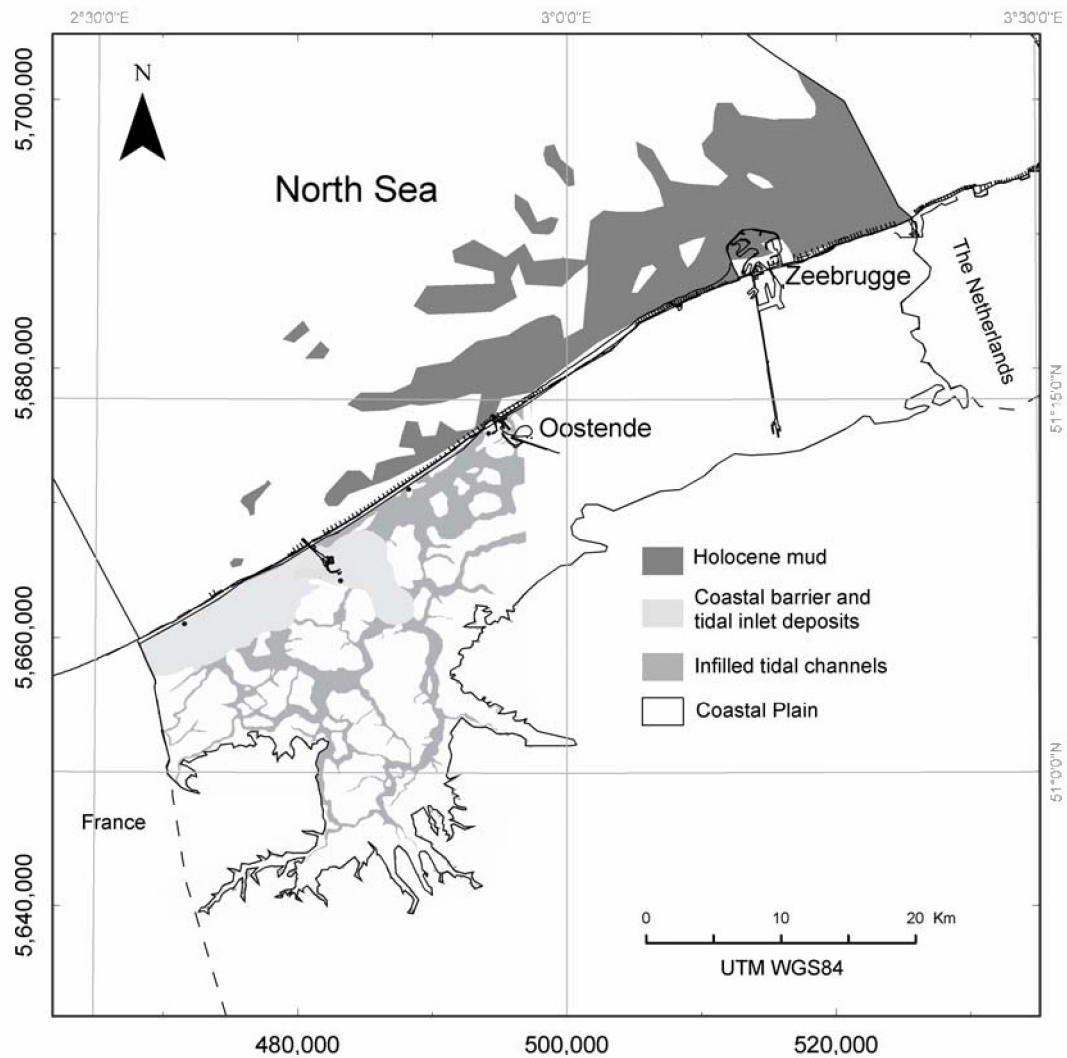 2°30'0"E
3°0'0"E
3°30'0"E
5,700,000
N
North Sea
Zeebrugge
The Netherlands
5,680,000
51°15'0"N
Oostende
Holocene mud
Coastal barrier and
tidal inlet deposits
5,660,000
Infilled tidal channels
Coastal Plain
51°0'0"N
France
5,640,000
0 10 20 Km
UTM WGS84
480,000
500,000
520,000